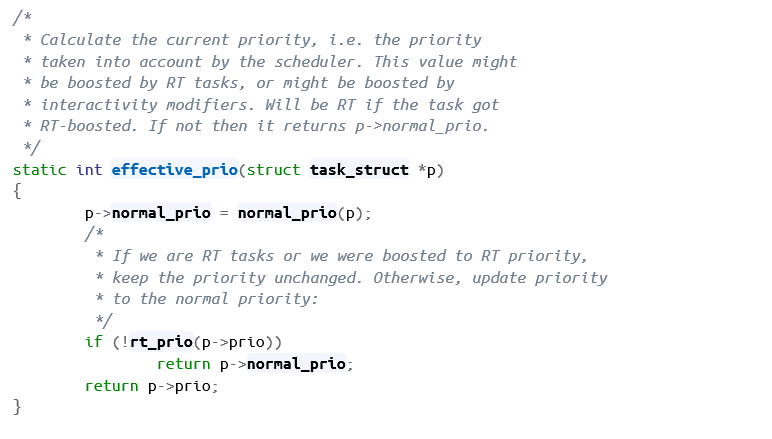 /*
 * Calculate the current priority, i.e. the priority
 * taken into account by the scheduler. This value might
 * be boosted by RT tasks, or might be boosted by
 * interactivity modifiers. Will be RT if the task got
 * RT-boosted. If not then it returns p->normal_prio.
 */
static int effective_prio(struct task_struct *p)
{
        p->normal_prio = normal_prio(p);
        /*
         * If we are RT tasks or we were boosted to RT priority,
         * keep the priority unchanged. Otherwise, update priority
         * to the normal priority:
         */
        if (!rt_prio(p->prio))
                return p->normal_prio;
        return p->prio;
}